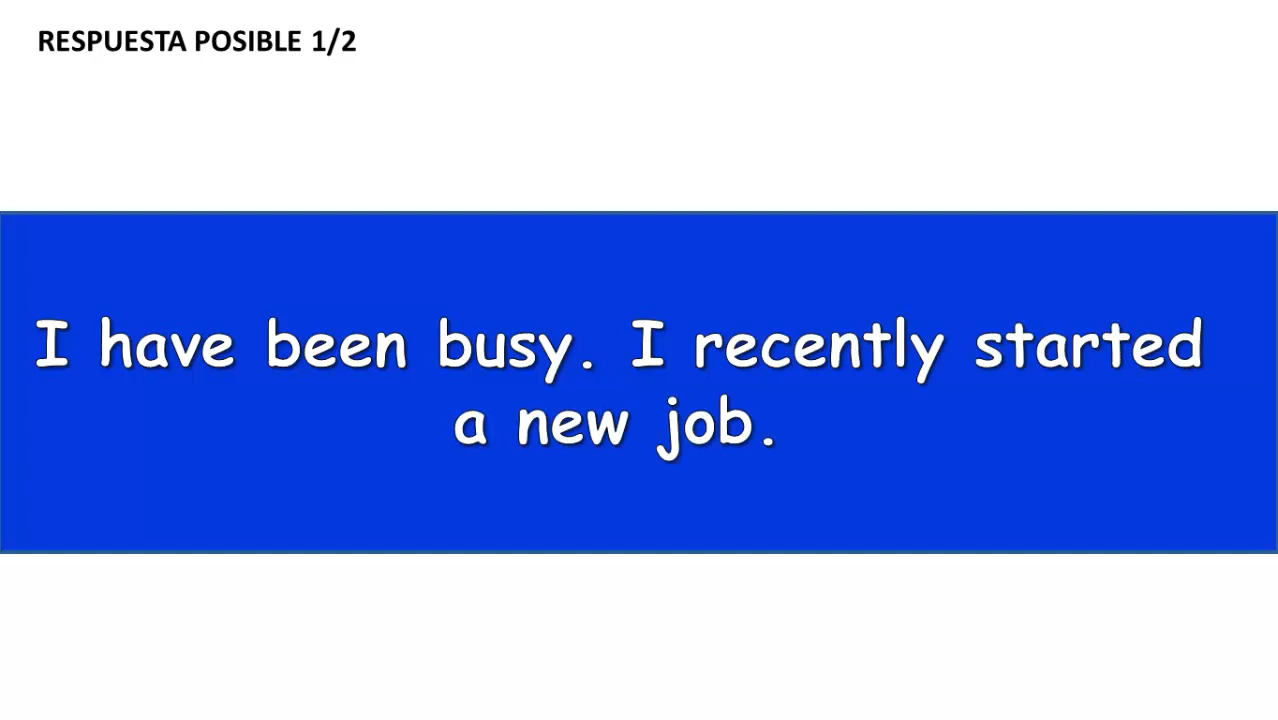 RESPUESTA POSIBLE 1/2
I have been busy. I recently started
a new job.